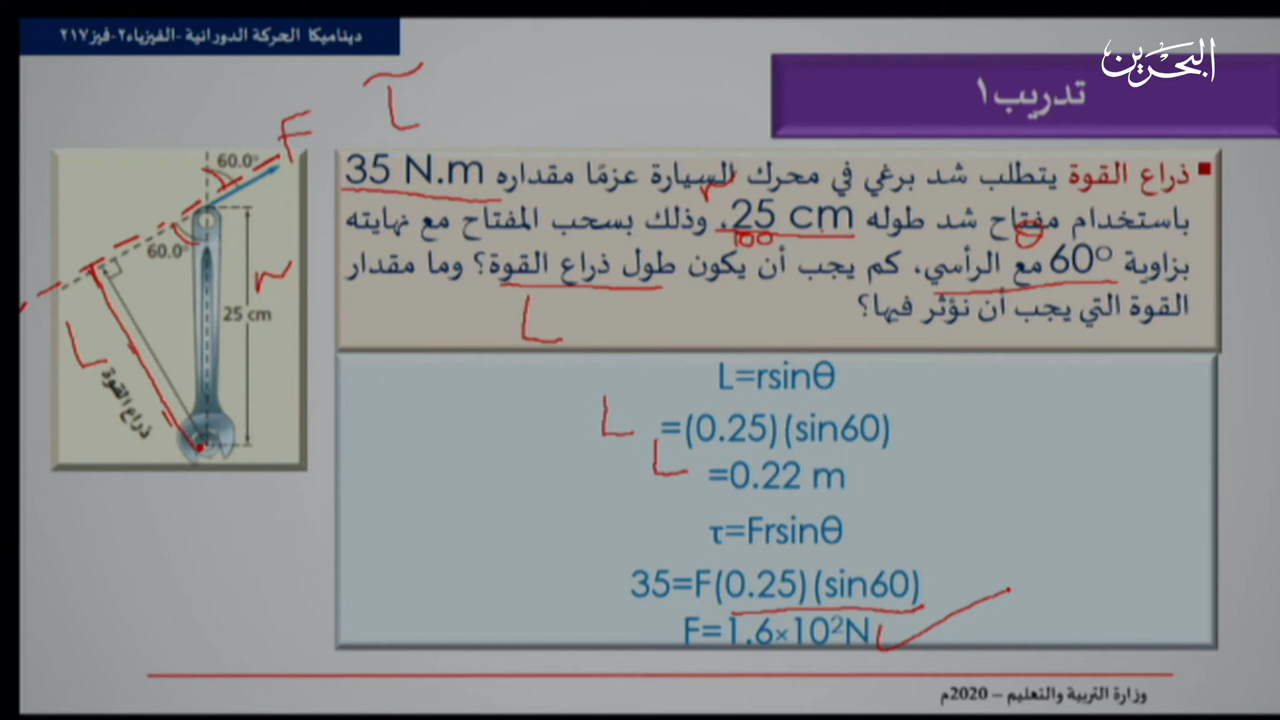 ديناميكا الحركة الدورانية -الفيزياء٢-فيز٢١٧
البحرين
تدريب١
ذراع القوة يتطلب شد برغي في محرك السيارة عزمًا مقداره 35 N.m
باستخدام مفتاح شد طوله 25 cm، وذلك بسحب المفتاح مع نهايته
بزاوية 60° مع الرأسي، كم يجب أن يكون طول ذراع القوة؟ وما مقدار
القوة التي يجب أن نؤثر فيها؟
τ
L
F
60.0°
60.0°
r
25 cm
L
ذراع القوة
r
100
θ
L
L=rsinθ
L =(0.25)(sin60)
L =0.22 m
τ=Frsinθ
35=F(0.25)(sin60)
F=1.6×10²N
وزارة التربية والتعليم – 2020م